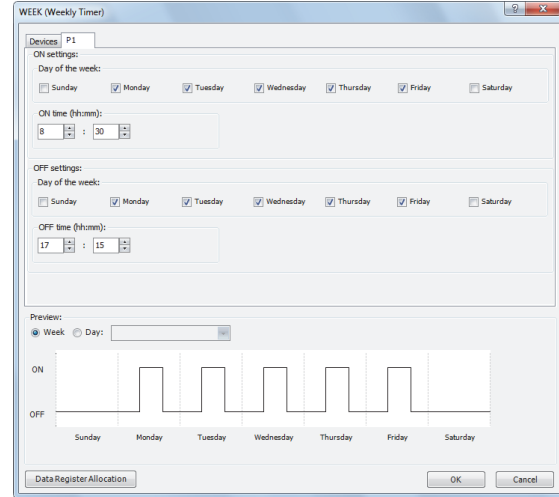 WEEK (Weekly Timer)
Devices P1
ON settings:
Day of the week:
Sunday Monday Tuesday Wednesday Thursday Friday Saturday
ON time (hh:mm):
8 : 30
OFF settings:
Day of the week:
Sunday Monday Tuesday Wednesday Thursday Friday Saturday
OFF time (hh:mm):
17 : 15
Preview:
Week Day:
ON
OFF
Sunday Monday Tuesday Wednesday Thursday Friday Saturday
Data Register Allocation OK Cancel